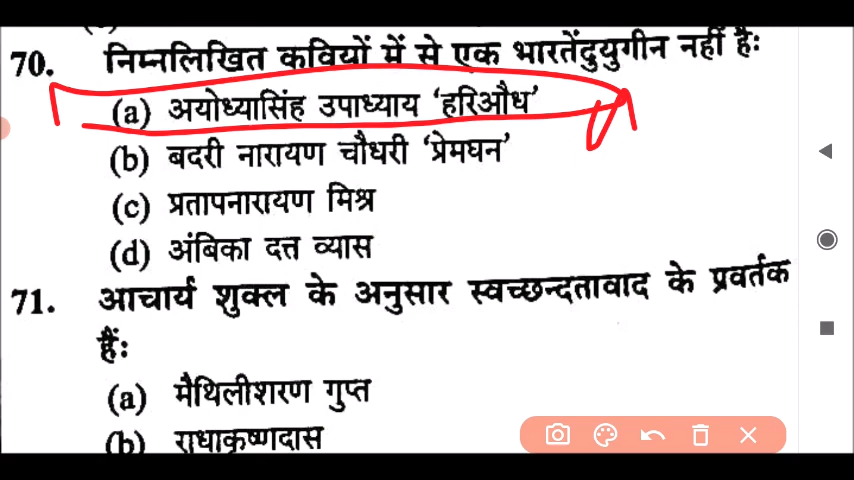 70. निम्नलिखित कवियों में से एक भारतेंदुयुगीन नहीं हैः
(a) अयोध्यासिंह उपाध्याय ‘हरिऔध’
(b) बदरी नारायण चौधरी ‘प्रेमघन’
(c) प्रतापनारायण मिश्र
(d) अंबिका दत्त व्यास
71. आचार्य शुक्ल के अनुसार स्वच्छन्दतावाद के प्रवर्तक
हैंः
(a) मैथिलीशरण गुप्त
(b) राधाकृष्णदास